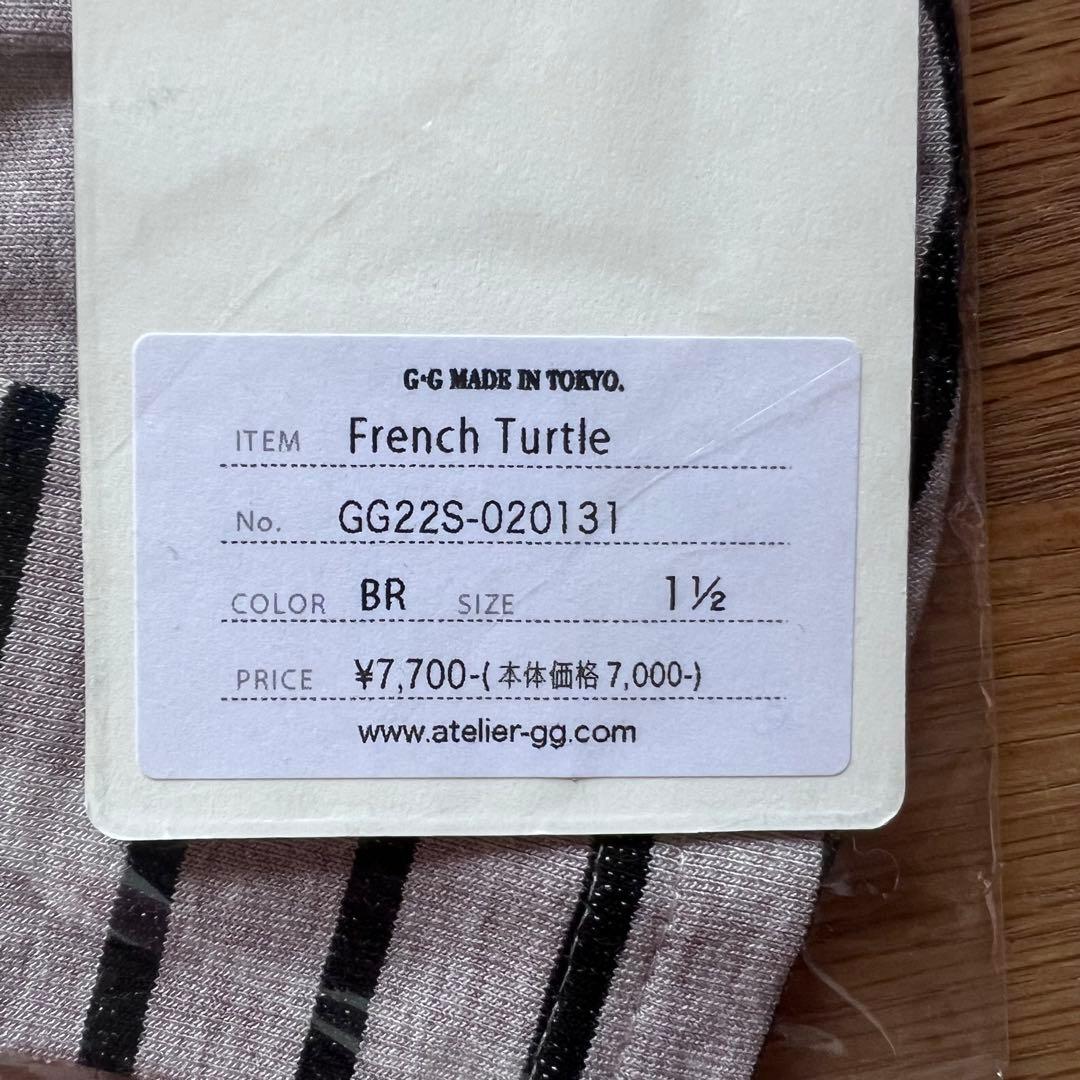 G·G MADE IN TOKYO.
ITEM French Turtle
No. GG22S-020131
COLOR BR SIZE 1½
PRICE ¥7,700-(本体価格 7,000-)
www.atelier-gg.com